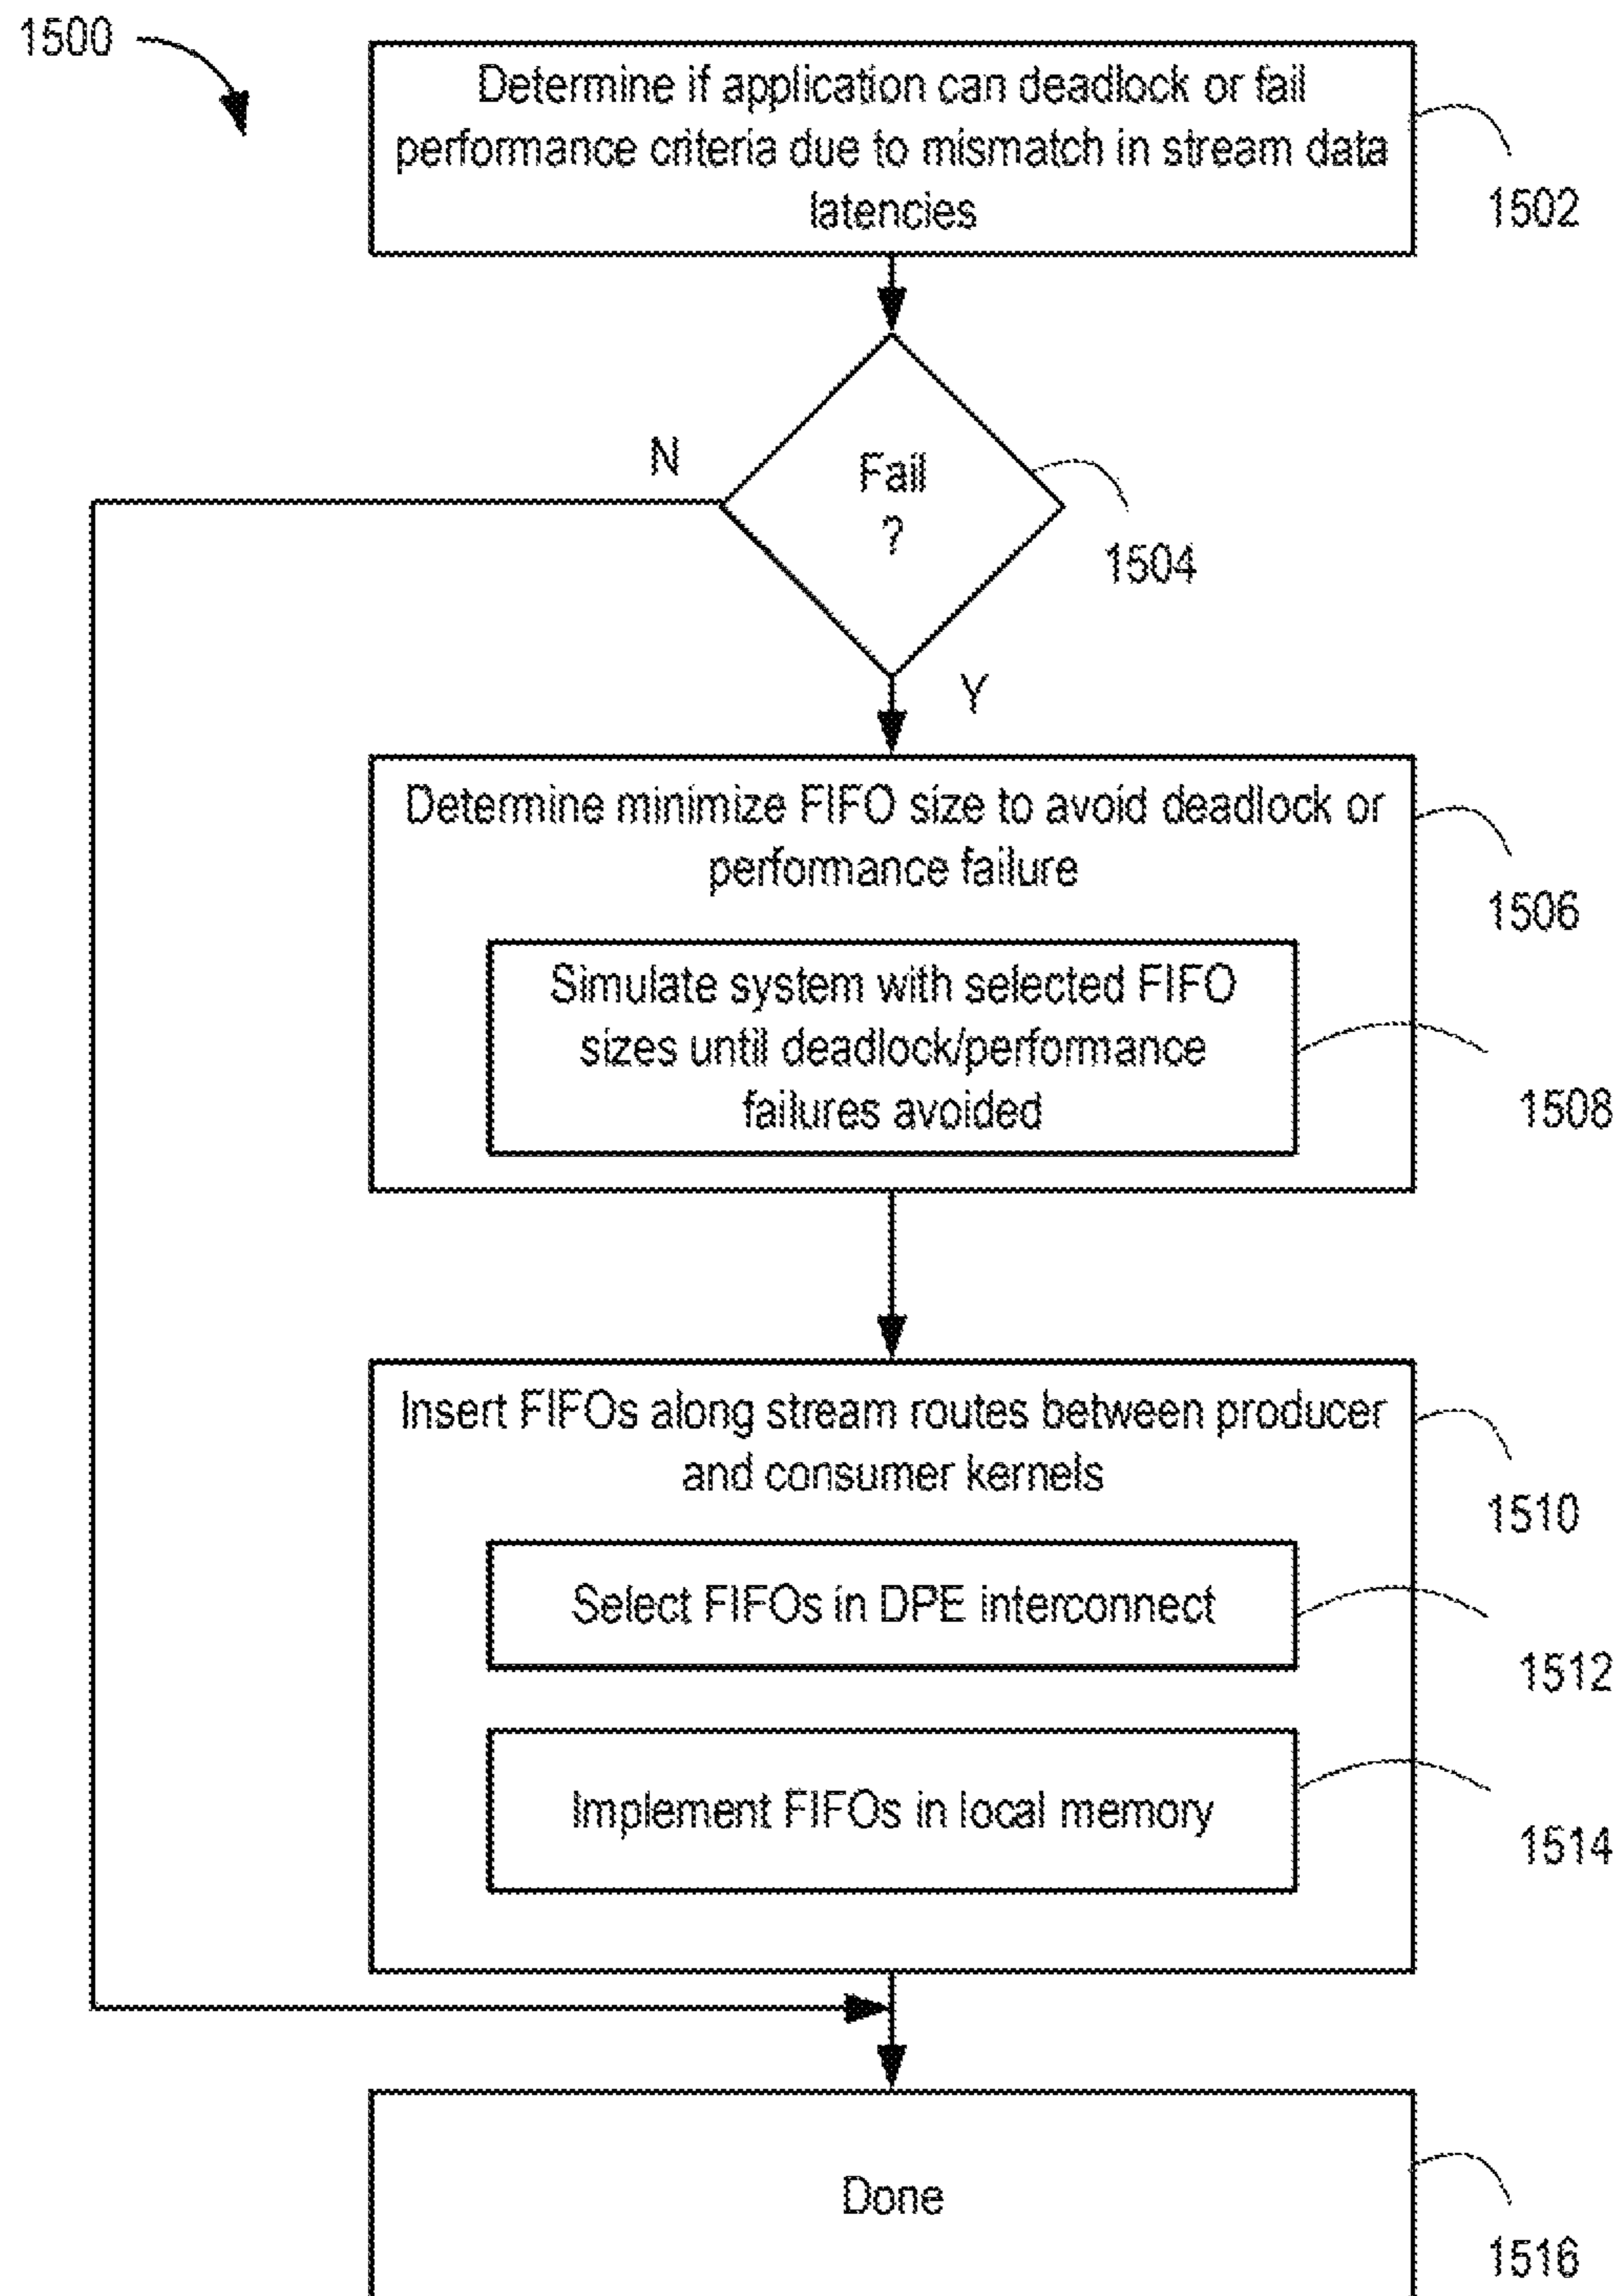 1500
Determine if application can deadlock or fail
performance criteria due to mismatch in stream data
latencies
1502
N
Fail
?
1504
Y
Determine minimize FIFO size to avoid deadlock or
performance failure
1506
Simulate system with selected FIFO
sizes until deadlock/performance
failures avoided
1508
Insert FIFOs along stream routes between producer
and consumer kernels
1510
Select FIFOs in DPE interconnect
1512
Implement FIFOs in local memory
1514
Done
1516